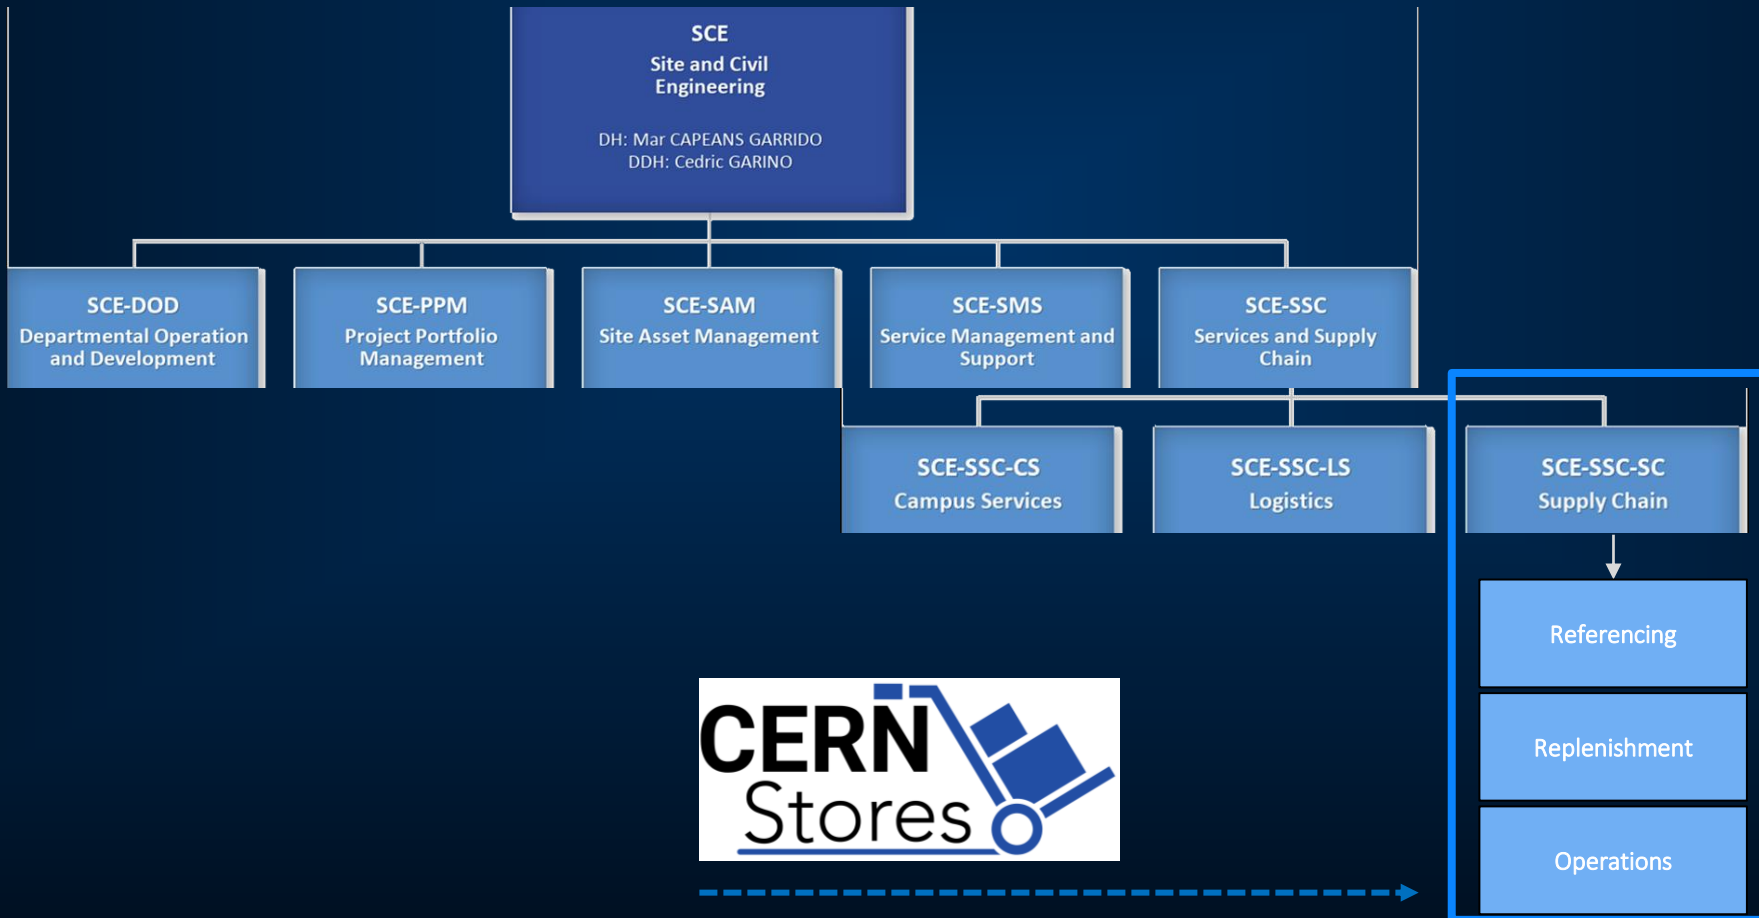 SCE
Site and Civil
Engineering
DH: Mar CAPEANS GARRIDO
DDH: Cedric GARINO
SCE-DOD
Departmental Operation
and Development
SCE-PPM
Project Portfolio
Management
SCE-SAM
Site Asset Management
SCE-SMS
Service Management and
Support
SCE-SSC
Services and Supply
Chain
SCE-SSC-CS
Campus Services
SCE-SSC-LS
Logistics
SCE-SSC-SC
Supply Chain
Referencing
Replenishment
Operations
CERN
Stores